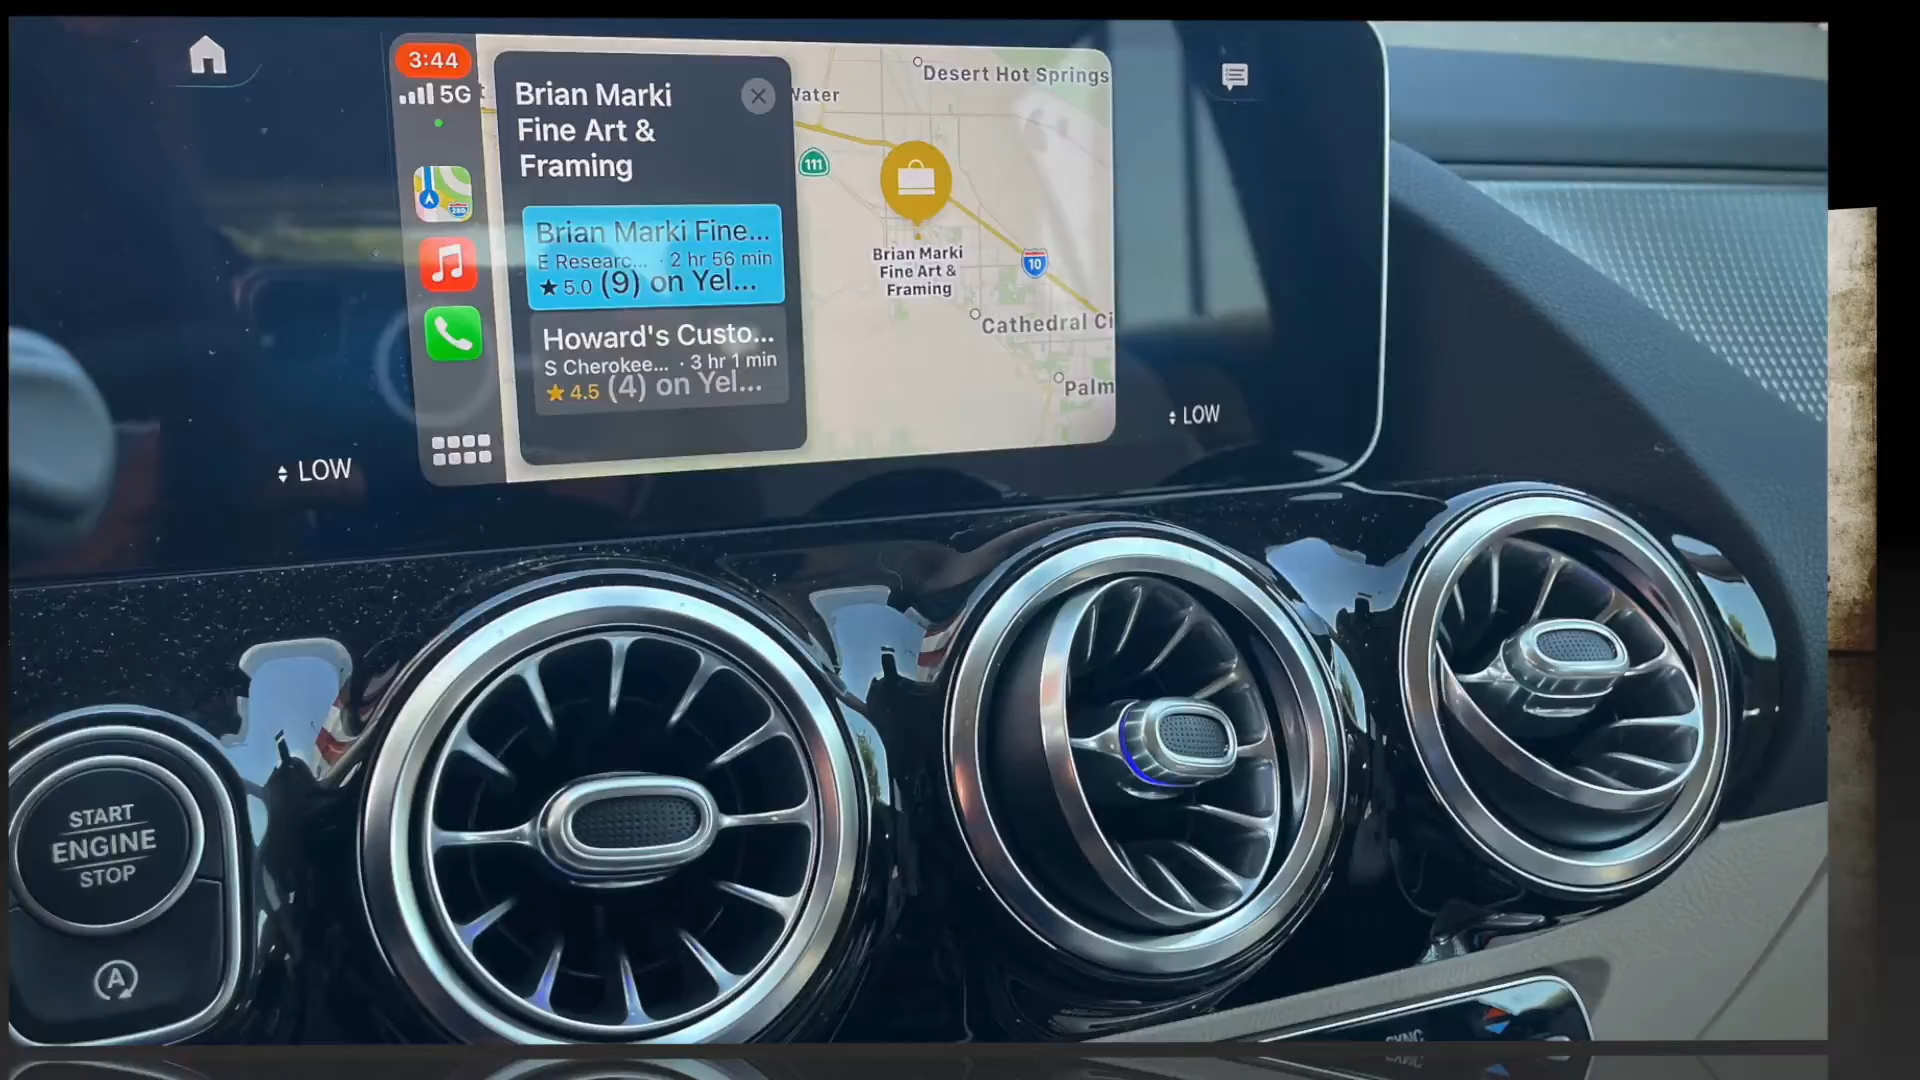 3:44
5G
Brian Marki
Fine Art &
Framing
Brian Marki Fine...
E Researc... · 2 hr 56 min
★ 5.0 (9) on Yel...
Howard's Custo...
S Cherokee... · 3 hr 1 min
★ 4.5 (4) on Yel...
Water
Desert Hot Springs
111
Brian Marki
Fine Art &
Framing
10
Cathedral Ci
Palm
280
LOW
LOW
START
ENGINE
STOP
A
SYNC